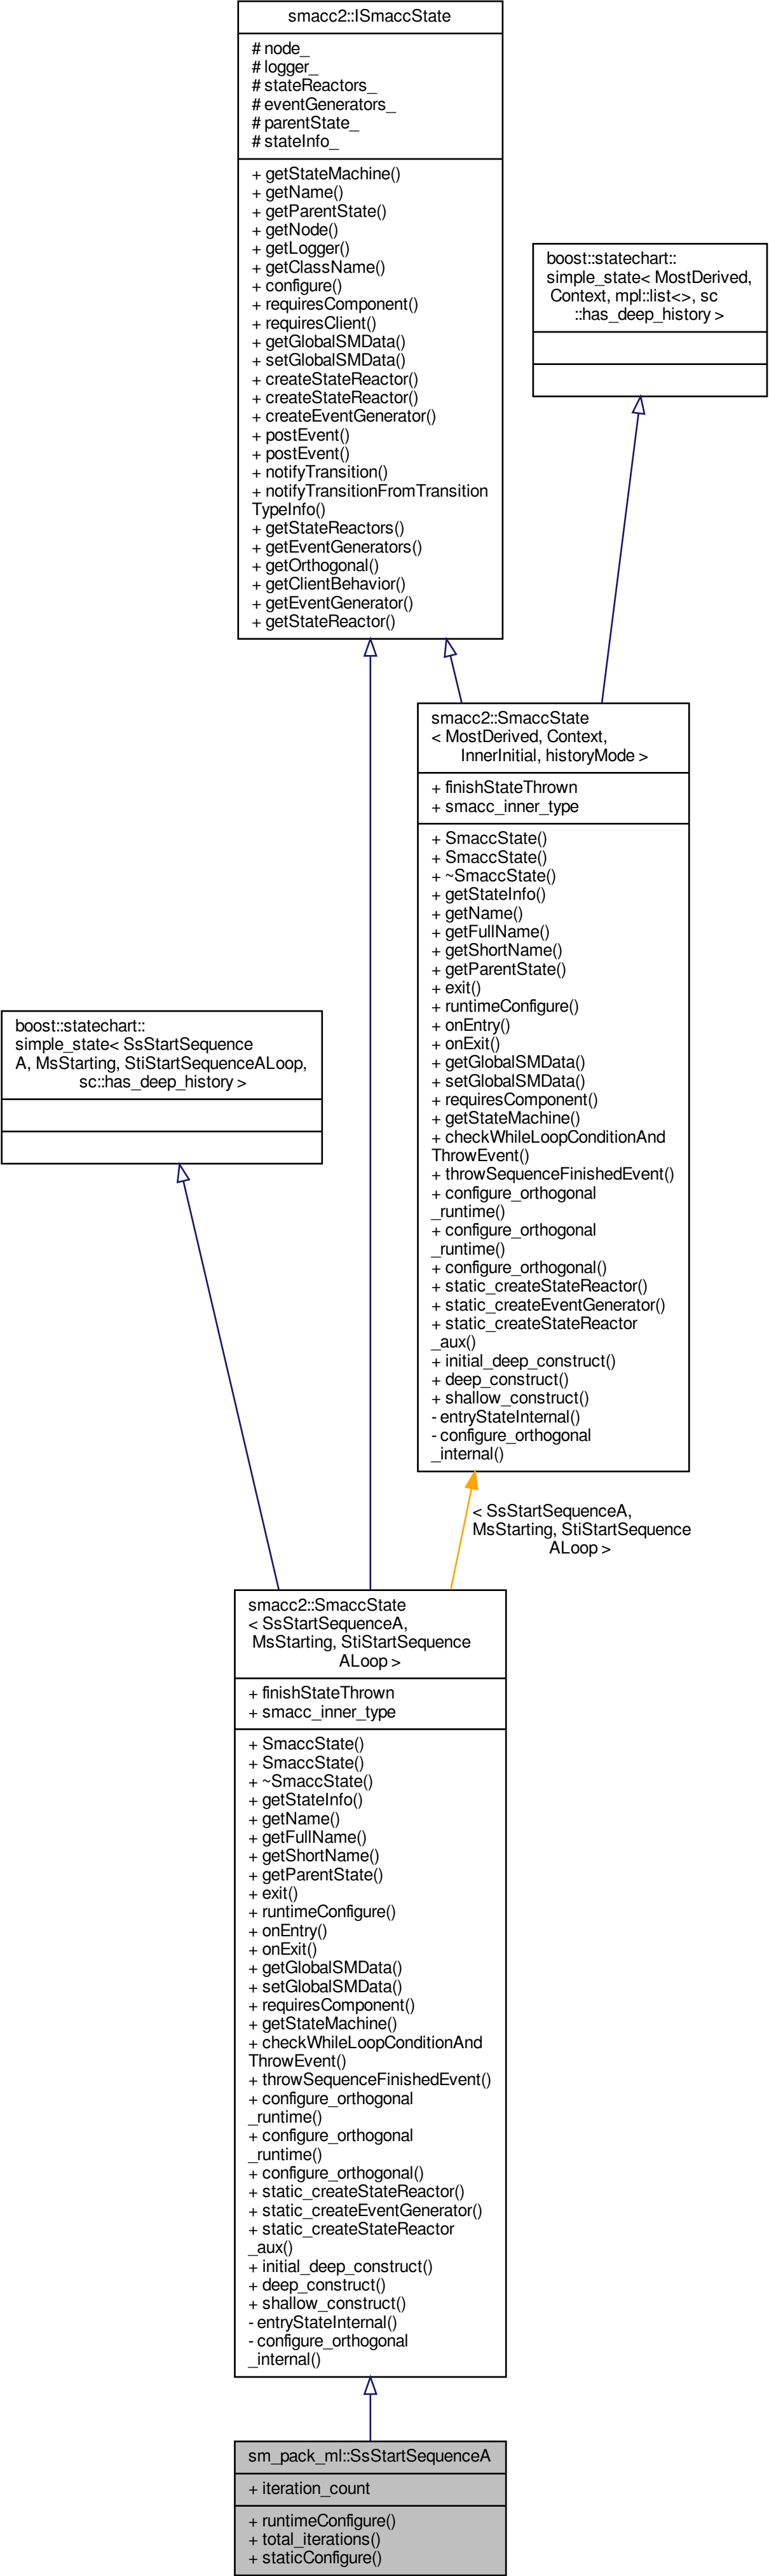 smacc2::ISmaccState
# node_
# logger_
# stateReactors_
# eventGenerators_
# parentState_
# stateInfo_
+ getStateMachine()
+ getName()
+ getParentState()
+ getNode()
+ getLogger()
+ getClassName()
+ configure()
+ requiresComponent()
+ requiresClient()
+ getGlobalSMData()
+ setGlobalSMData()
+ createStateReactor()
+ createStateReactor()
+ createEventGenerator()
+ postEvent()
+ postEvent()
+ notifyTransition()
+ notifyTransitionFromTransition
TypeInfo()
+ getStateReactors()
+ getEventGenerators()
+ getOrthogonal()
+ getClientBehavior()
+ getEventGenerator()
+ getStateReactor()
boost::statechart::
simple_state< MostDerived,
Context, mpl::list<>, sc
::has_deep_history >
smacc2::SmaccState
< MostDerived, Context,
InnerInitial, historyMode >
+ finishStateThrown
+ smacc_inner_type
+ SmaccState()
+ SmaccState()
+ ~SmaccState()
+ getStateInfo()
+ getName()
+ getFullName()
+ getShortName()
+ getParentState()
+ exit()
+ runtimeConfigure()
+ onEntry()
+ onExit()
+ getGlobalSMData()
+ setGlobalSMData()
+ requiresComponent()
+ getStateMachine()
+ checkWhileLoopConditionAnd
ThrowEvent()
+ throwSequenceFinishedEvent()
+ configure_orthogonal
_runtime()
+ configure_orthogonal
_runtime()
+ configure_orthogonal()
+ static_createStateReactor()
+ static_createEventGenerator()
+ static_createStateReactor
_aux()
+ initial_deep_construct()
+ deep_construct()
+ shallow_construct()
- entryStateInternal()
- configure_orthogonal
_internal()
boost::statechart::
simple_state< SsStartSequence
A, MsStarting, StiStartSequenceALoop,
sc::has_deep_history >
< SsStartSequenceA,
MsStarting, StiStartSequence
ALoop >
smacc2::SmaccState
< SsStartSequenceA,
MsStarting, StiStartSequence
ALoop >
+ finishStateThrown
+ smacc_inner_type
+ SmaccState()
+ SmaccState()
+ ~SmaccState()
+ getStateInfo()
+ getName()
+ getFullName()
+ getShortName()
+ getParentState()
+ exit()
+ runtimeConfigure()
+ onEntry()
+ onExit()
+ getGlobalSMData()
+ setGlobalSMData()
+ requiresComponent()
+ getStateMachine()
+ checkWhileLoopConditionAnd
ThrowEvent()
+ throwSequenceFinishedEvent()
+ configure_orthogonal
_runtime()
+ configure_orthogonal
_runtime()
+ configure_orthogonal()
+ static_createStateReactor()
+ static_createEventGenerator()
+ static_createStateReactor
_aux()
+ initial_deep_construct()
+ deep_construct()
+ shallow_construct()
- entryStateInternal()
- configure_orthogonal
_internal()
sm_pack_ml::SsStartSequenceA
+ iteration_count
+ runtimeConfigure()
+ total_iterations()
+ staticConfigure()